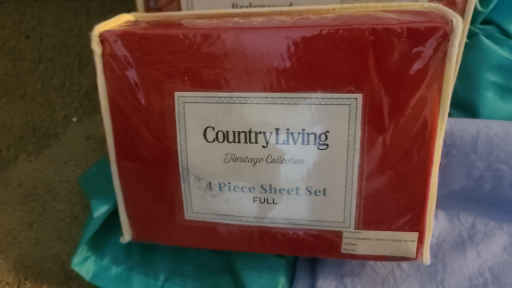 Country Living
Heritage Collection
4 Piece Sheet Set
FULL